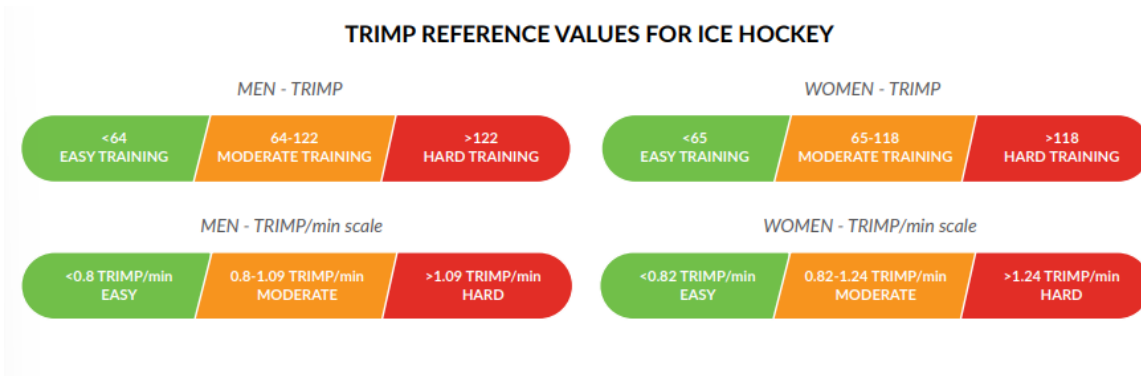 TRIMP REFERENCE VALUES FOR ICE HOCKEY
MEN - TRIMP
<64
EASY TRAINING
64-122
MODERATE TRAINING
>122
HARD TRAINING
WOMEN - TRIMP
<65
EASY TRAINING
65-118
MODERATE TRAINING
>118
HARD TRAINING
MEN - TRIMP/min scale
<0.8 TRIMP/min
EASY
0.8-1.09 TRIMP/min
MODERATE
>1.09 TRIMP/min
HARD
WOMEN - TRIMP/min scale
<0.82 TRIMP/min
EASY
0.82-1.24 TRIMP/min
MODERATE
>1.24 TRIMP/min
HARD